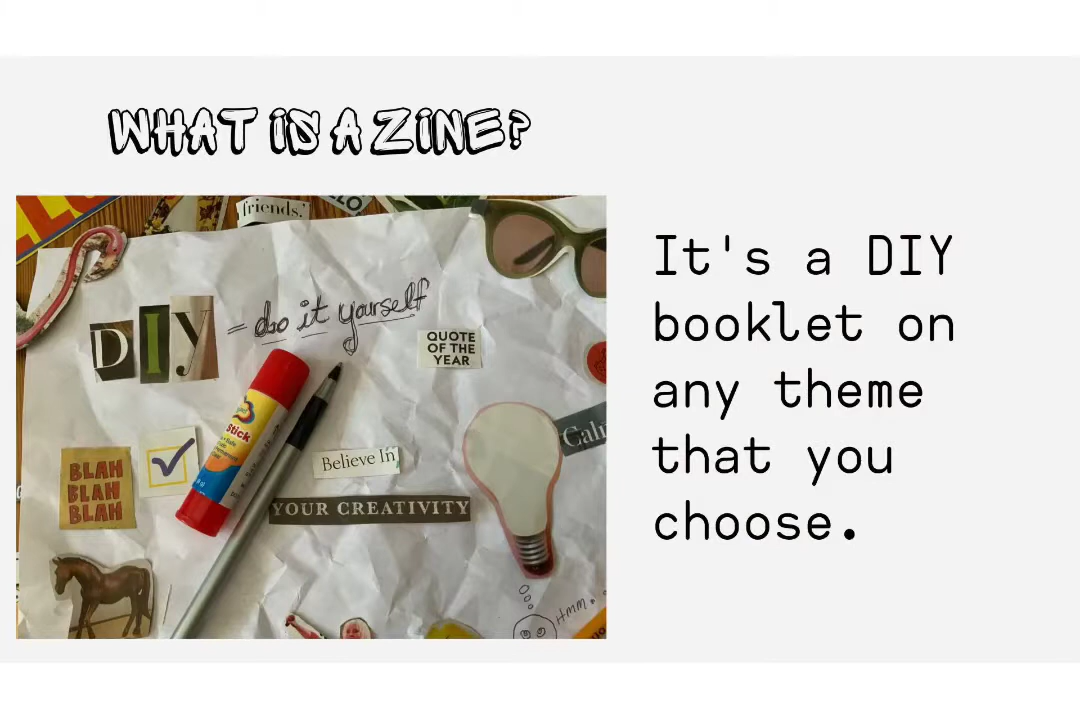 WHAT IS A ZINE?
friends.'
DIY = do it yourself
QUOTE
OF THE
YEAR
Stick
Believe In
BLAH
BLAH
BLAH
YOUR CREATIVITY
HMM.
It's a DIY
booklet on
any theme
that you
choose.